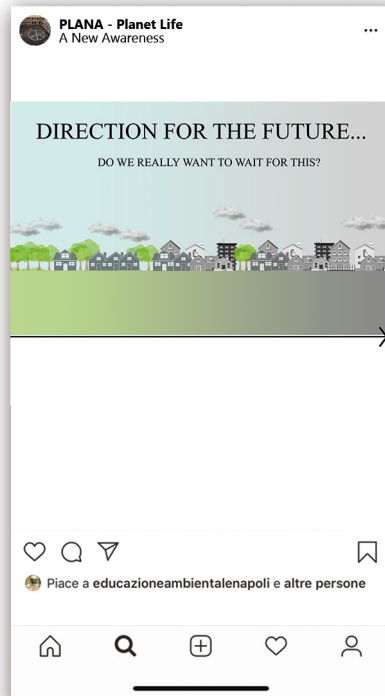 PLANA - Planet Life
A New Awareness
DIRECTION FOR THE FUTURE...
DO WE REALLY WANT TO WAIT FOR THIS?
Piace a educazioneambientalenapoli e altre persone